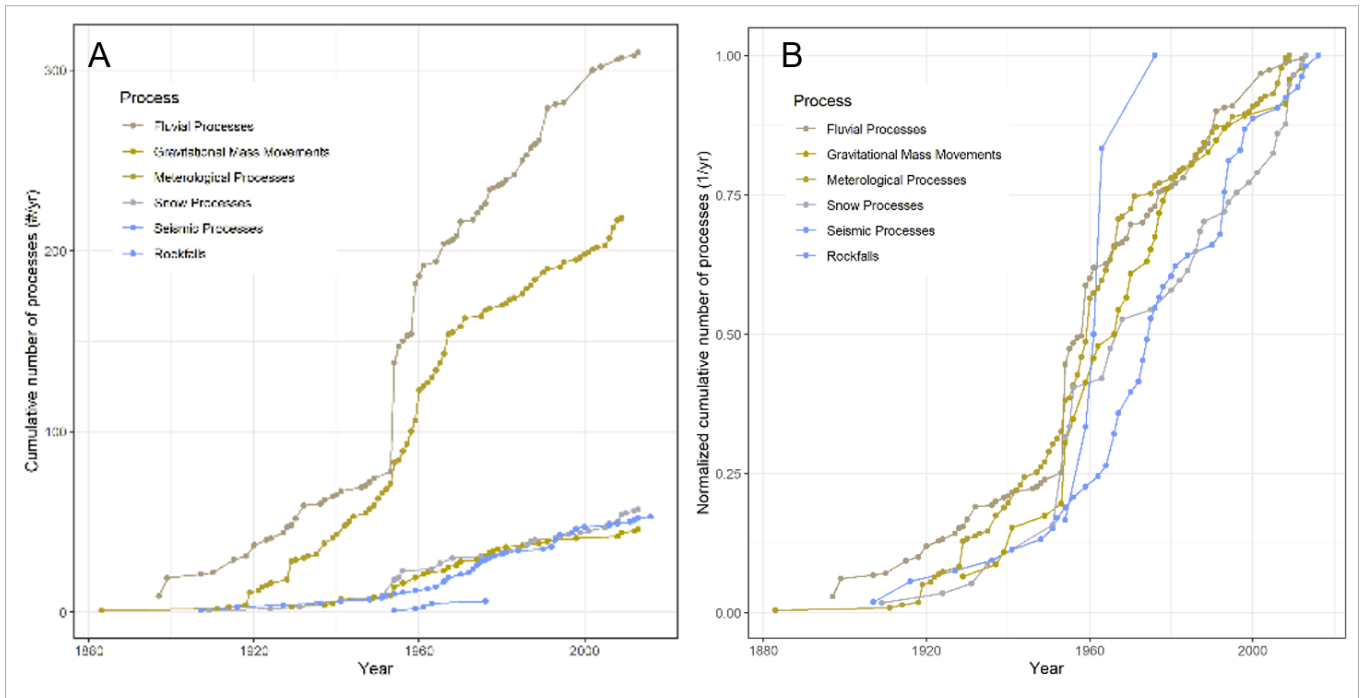 A
Process
Fluvial Processes
Gravitational Mass Movements
Meterological Processes
Snow Processes
Seismic Processes
Rockfalls
Cumulative number of processes (#/yr)
300
200
100
0
1880
1920
1960
2000
Year
B
Process
Fluvial Processes
Gravitational Mass Movements
Meterological Processes
Snow Processes
Seismic Processes
Rockfalls
Normalized cumulative number of processes (1/yr)
1.00
0.75
0.50
0.25
0.00
1880
1920
1960
2000
Year